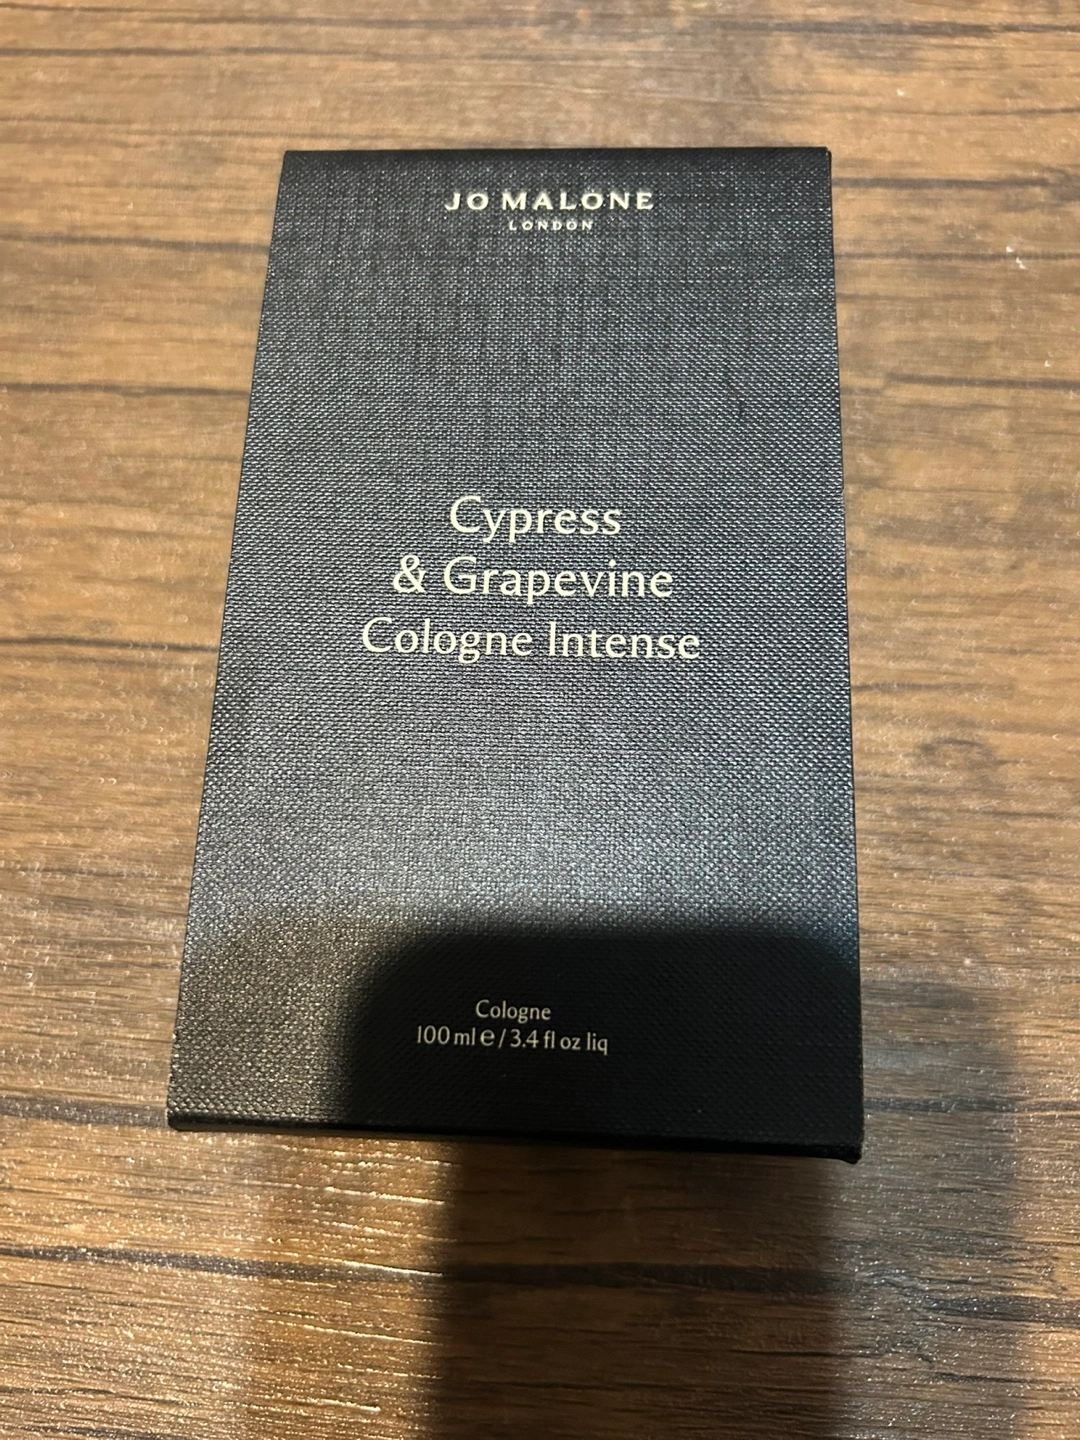 JO MALONE
LONDON
Cypress
& Grapevine
Cologne Intense
Cologne
100 ml e / 3.4 fl oz liq